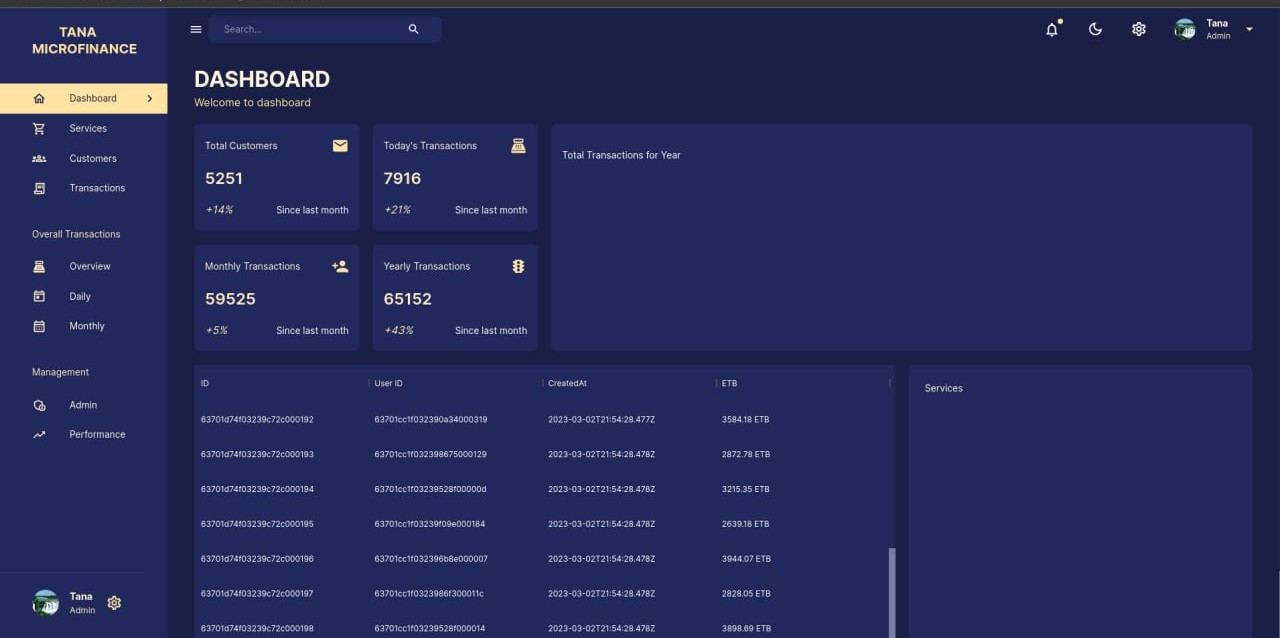 TANA
MICROFINANCE
Search...
Tana
Admin
Dashboard
Services
Customers
Transactions
Overall Transactions
Overview
Daily
Monthly
Management
Admin
Performance
Tana
Admin
DASHBOARD
Welcome to dashboard
Total Customers
5251
+14% Since last month
Today's Transactions
7916
+21% Since last month
Monthly Transactions
59525
+5% Since last month
Yearly Transactions
65152
+43% Since last month
Total Transactions for Year
ID User ID CreatedAt ETB
63701d74f03239c72c000192 63701cc1f032390a34000319 2023-03-02T21:54:28.477Z 3584.18 ETB
63701d74f03239c72c000193 63701cc1f032398675000129 2023-03-02T21:54:28.478Z 2872.78 ETB
63701d74f03239c72c000194 63701cc1f03239528f00000d 2023-03-02T21:54:28.478Z 3215.35 ETB
63701d74f03239c72c000195 63701cc1f03239f09e000184 2023-03-02T21:54:28.478Z 2639.18 ETB
63701d74f03239c72c000196 63701cc1f032396b8e000007 2023-03-02T21:54:28.478Z 3944.07 ETB
63701d74f03239c72c000197 63701cc1f0323986f300011c 2023-03-02T21:54:28.478Z 2828.05 ETB
63701d74f03239c72c000198 63701cc1f03239528f000014 2023-03-02T21:54:28.478Z 3898.69 ETB
Services